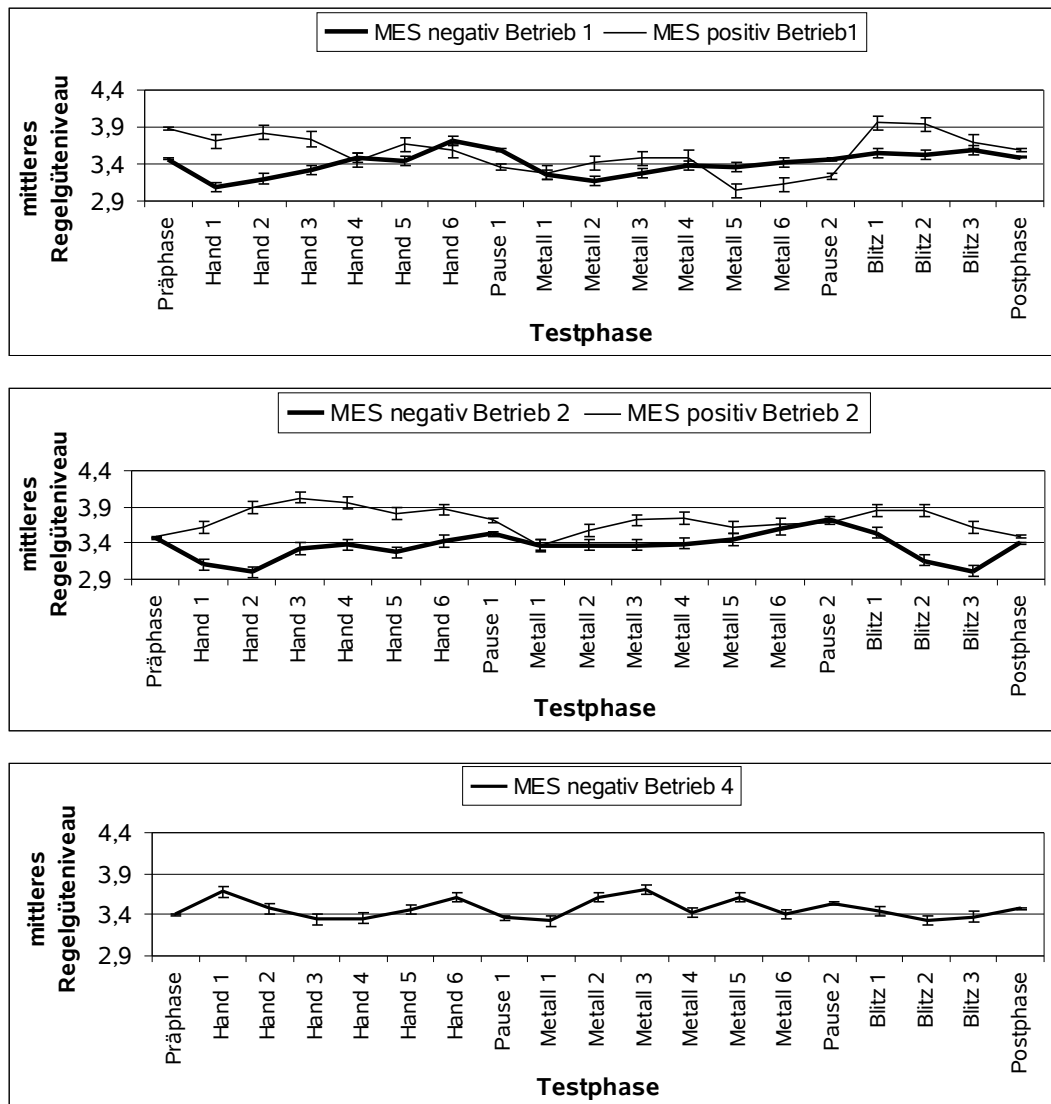 MES negativ Betrieb 1 MES positiv Betrieb1
mittleres
Regelgüteniveau
4,4
3,9
3,4
2,9
Präphase
Hand 1
Hand 2
Hand 3
Hand 4
Hand 5
Hand 6
Pause 1
Metall 1
Metall 2
Metall 3
Metall 4
Metall 5
Metall 6
Pause 2
Blitz 1
Blitz 2
Blitz 3
Postphase
Testphase
MES negativ Betrieb 2 MES positiv Betrieb 2
mittleres
Regelgüteniveau
4,4
3,9
3,4
2,9
Präphase
Hand 1
Hand 2
Hand 3
Hand 4
Hand 5
Hand 6
Pause 1
Metall 1
Metall 2
Metall 3
Metall 4
Metall 5
Metall 6
Pause 2
Blitz 1
Blitz 2
Blitz 3
Postphase
Testphase
MES negativ Betrieb 4
mittleres
Regelgüteniveau
4,4
3,9
3,4
2,9
Präphase
Hand 1
Hand 2
Hand 3
Hand 4
Hand 5
Hand 6
Pause 1
Metall 1
Metall 2
Metall 3
Metall 4
Metall 5
Metall 6
Pause 2
Blitz 1
Blitz 2
Blitz 3
Postphase
Testphase